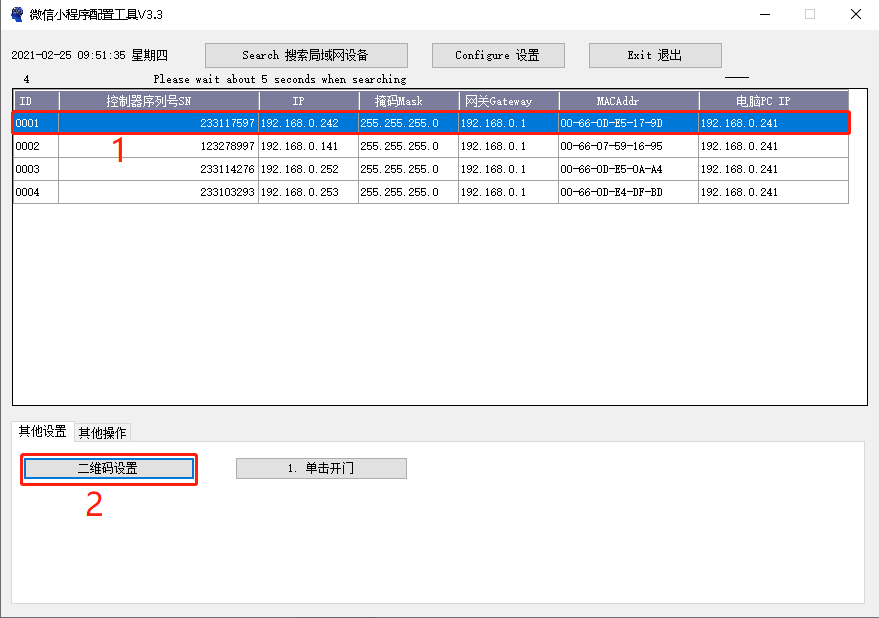 微信小程序配置工具V3.3
2021-02-25 09:51:35 星期四 Search 搜索局域网设备 Configure 设置 Exit 退出
4 Please wait about 5 seconds when searching
ID 控制器序列号SN IP 掩码Mask 网关Gateway MACAddr 电脑PC IP
0001 233117597 192.168.0.242 255.255.255.0 192.168.0.1 00-66-0D-E5-17-9D 192.168.0.241
0002 123278997 192.168.0.141 255.255.255.0 192.168.0.1 00-66-07-59-16-95 192.168.0.241
1
0003 233114276 192.168.0.252 255.255.255.0 192.168.0.1 00-66-0D-E5-0A-A4 192.168.0.241
0004 233103293 192.168.0.253 255.255.255.0 192.168.0.1 00-66-0D-E4-DF-BD 192.168.0.241
其他设置 其他操作
二维码设置 1. 单击开门
2